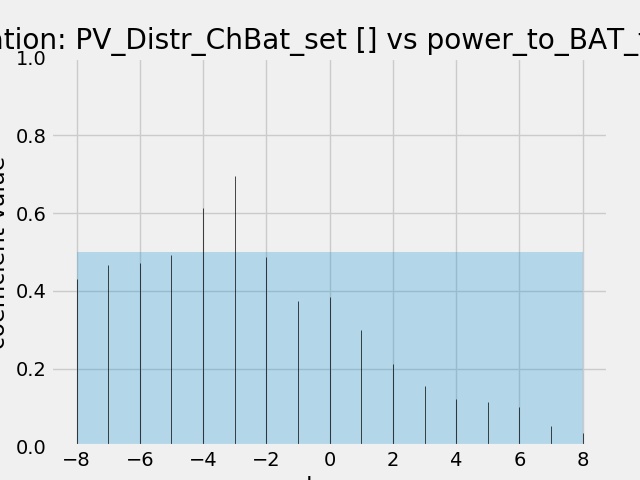 ation: PV_Distr_ChBat_set [] vs power_to_BAT_
1.0
0.8
0.6
0.4
0.2
0.0
−8 −6 −4 −2 0 2 4 6 8
coefficient value